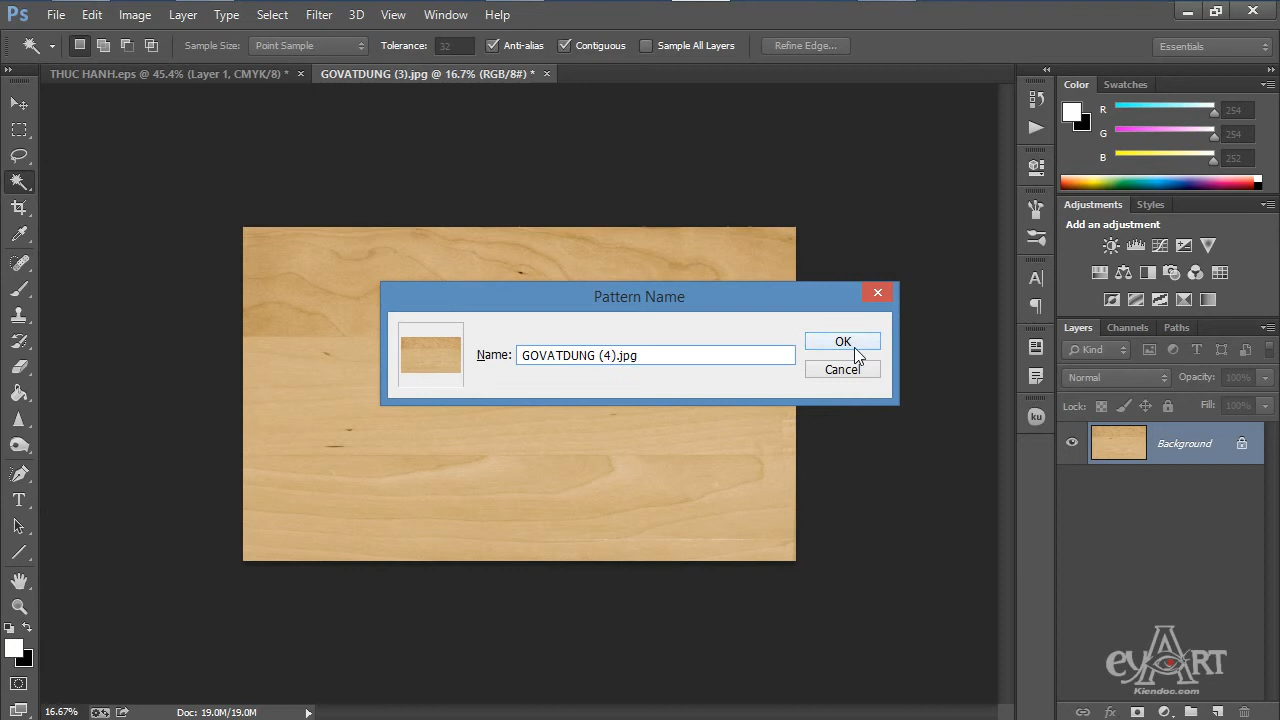 Ps File Edit Image Layer Type Select Filter 3D View Window Help
Sample Size: Point Sample Tolerance: 32 Anti-alias Contiguous Sample All Layers Refine Edge... Essentials
THUC HANH.eps @ 45.4% (Layer 1, CMYK/8) * × GOVATDUNG (3).jpg @ 16.7% (RGB/8#) * ×
Color Swatches
R 254
G 254
B 252
Adjustments Styles
Add an adjustment
Pattern Name
Name: GOVATDUNG (4).jpg
OK
Cancel
Layers Channels Paths
Kind
Normal Opacity: 100%
Lock: Fill: 100%
Background
ku
eyART
Kiendoc.com
16.67% Doc: 19.0M/19.0M